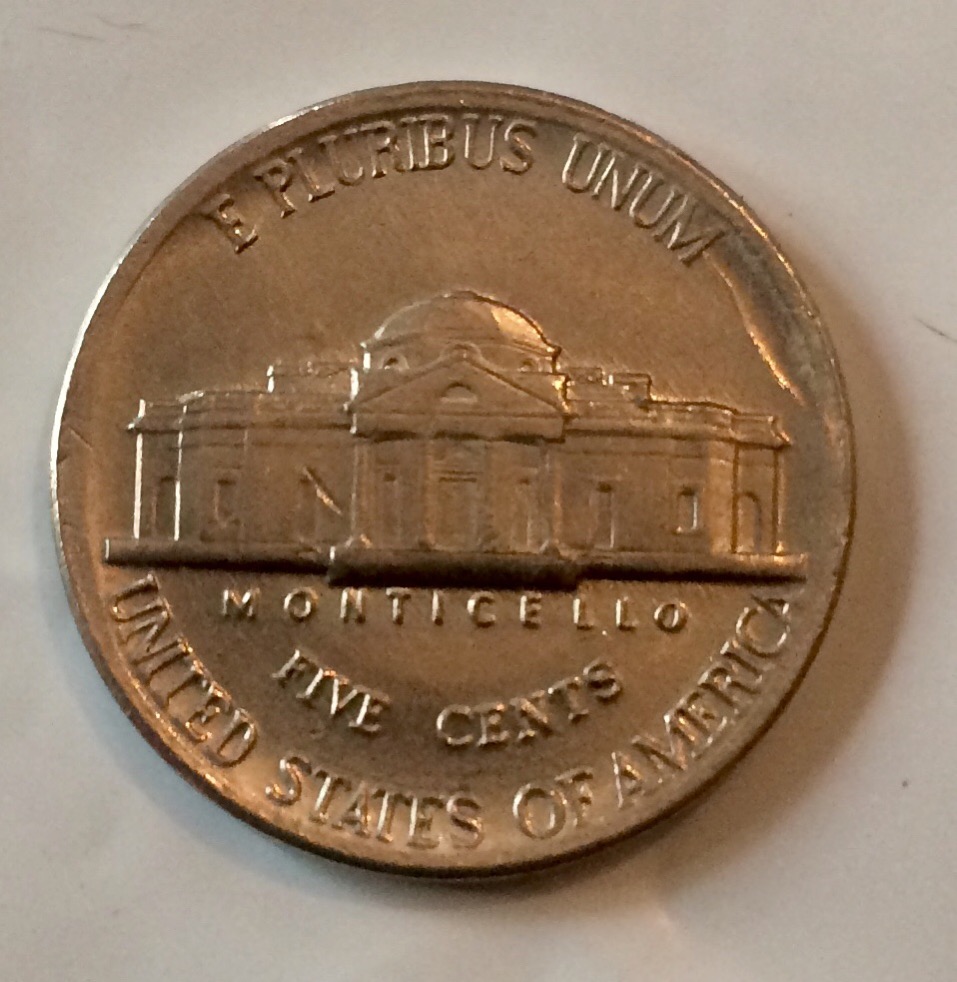 E PLURIBUS UNUM
MONTICELLO
FIVE CENTS
UNITED STATES OF AMERICA